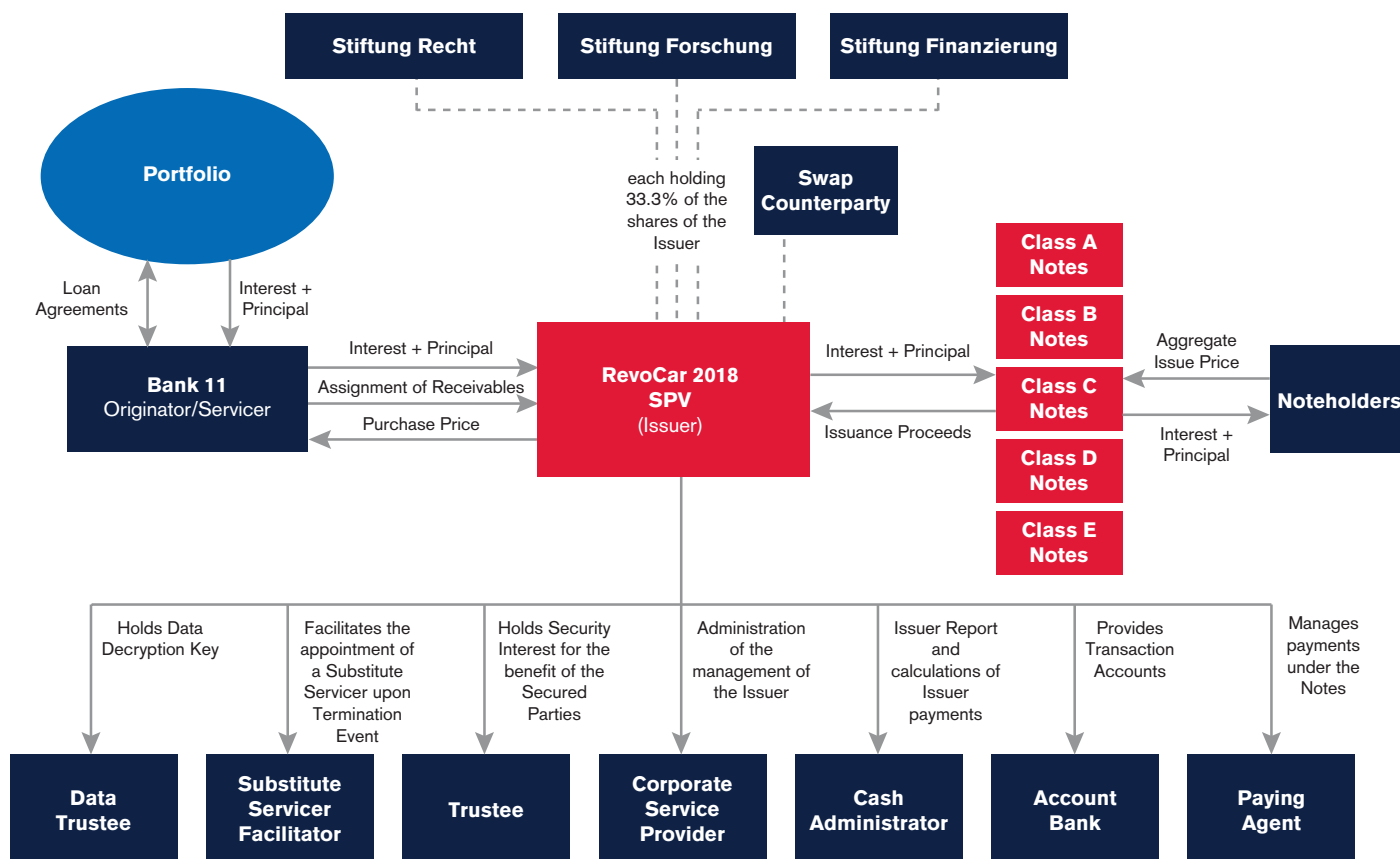 Stiftung Recht
Stiftung Forschung
Stiftung Finanzierung
Portfolio
each holding
33.3% of the
shares of the
Issuer
Swap
Counterparty
Loan
Agreements
Interest +
Principal
Bank 11
Originator/Servicer
Interest + Principal
Assignment of Receivables
Purchase Price
RevoCar 2018
SPV
(Issuer)
Interest + Principal
Issuance Proceeds
Class A
Notes
Class B
Notes
Class C
Notes
Class D
Notes
Class E
Notes
Aggregate
Issue Price
Interest +
Principal
Noteholders
Holds Data
Decryption Key
Facilitates the
appointment of
a Substitute
Servicer upon
Termination
Event
Holds Security
Interest for the
benefit of the
Secured
Parties
Administration
of the
management of
the Issuer
Issuer Report
and
calculations of
Issuer
payments
Provides
Transaction
Accounts
Manages
payments
under the
Notes
Data
Trustee
Substitute
Servicer
Facilitator
Trustee
Corporate
Service
Provider
Cash
Administrator
Account
Bank
Paying
Agent